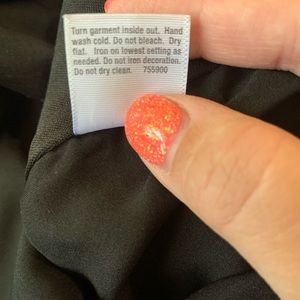 Turn garment inside out. Hand
wash cold. Do not bleach. Dry
flat. Iron on lowest setting as
needed. Do not iron decoration.
Do not dry clean. 755900